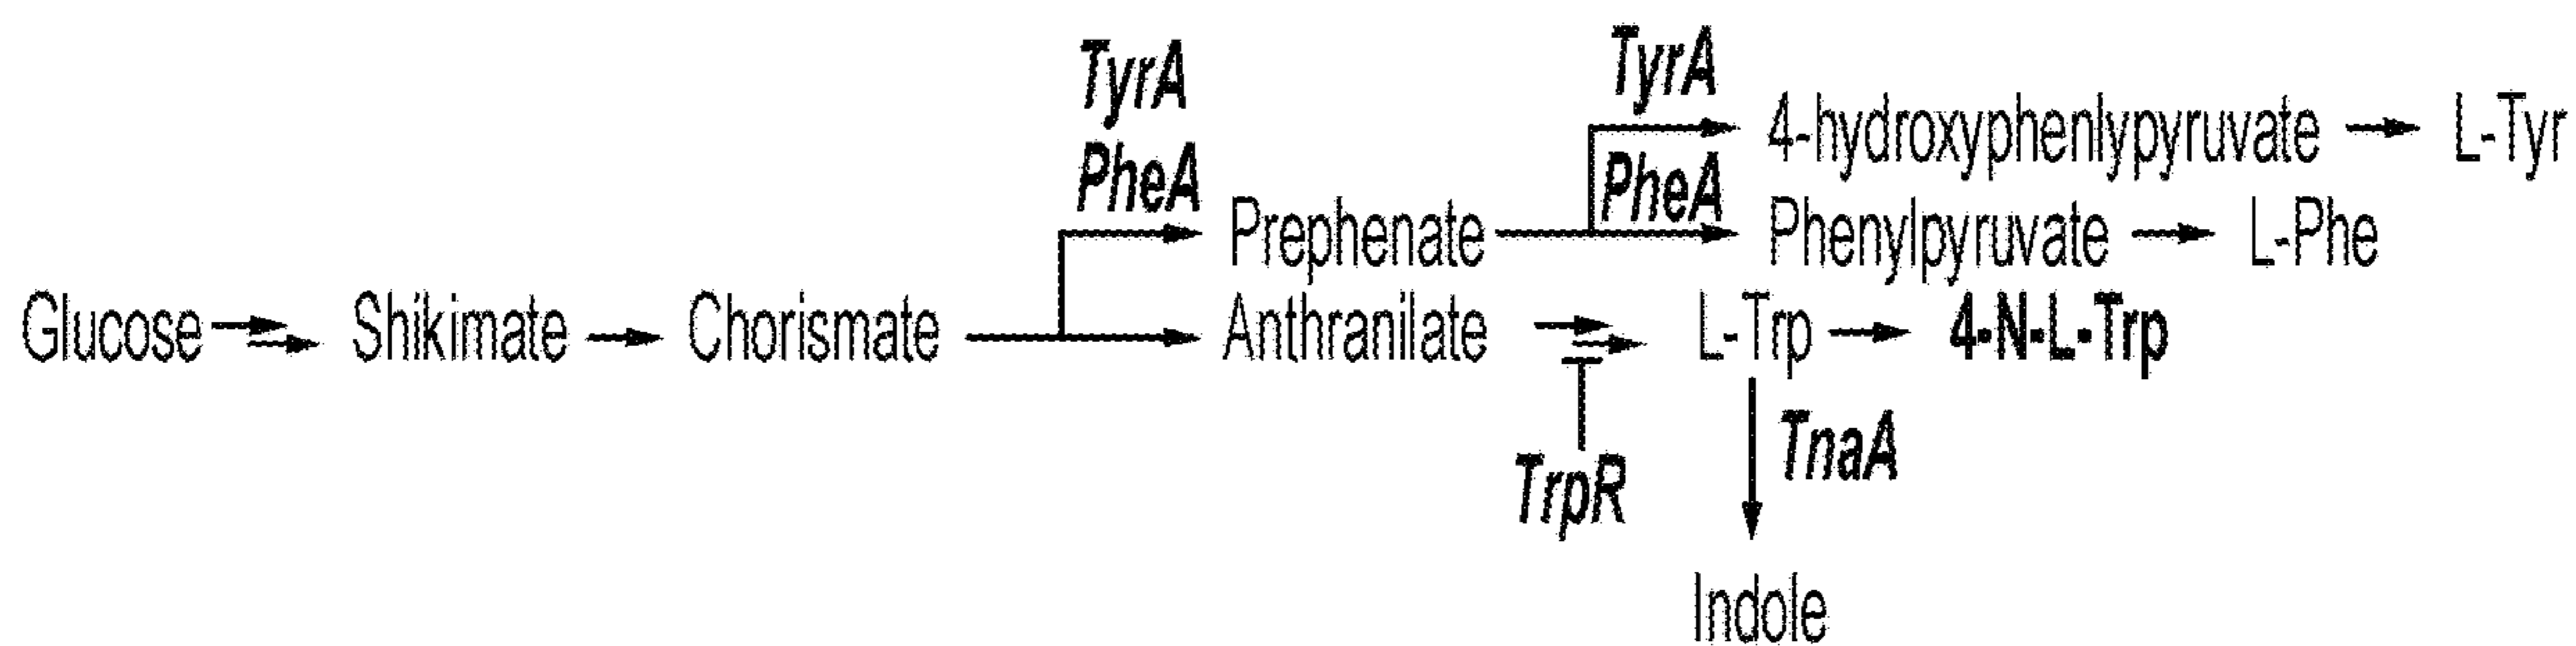 TyrA
PheA
TyrA
4-hydroxyphenlypyruvate
L-Tyr
PheA
Prephenate
Phenylpyruvate
L-Phe
Glucose
Shikimate
Chorismate
Anthranilate
L-Trp
4-N-L-Trp
TrpR
TnaA
Indole